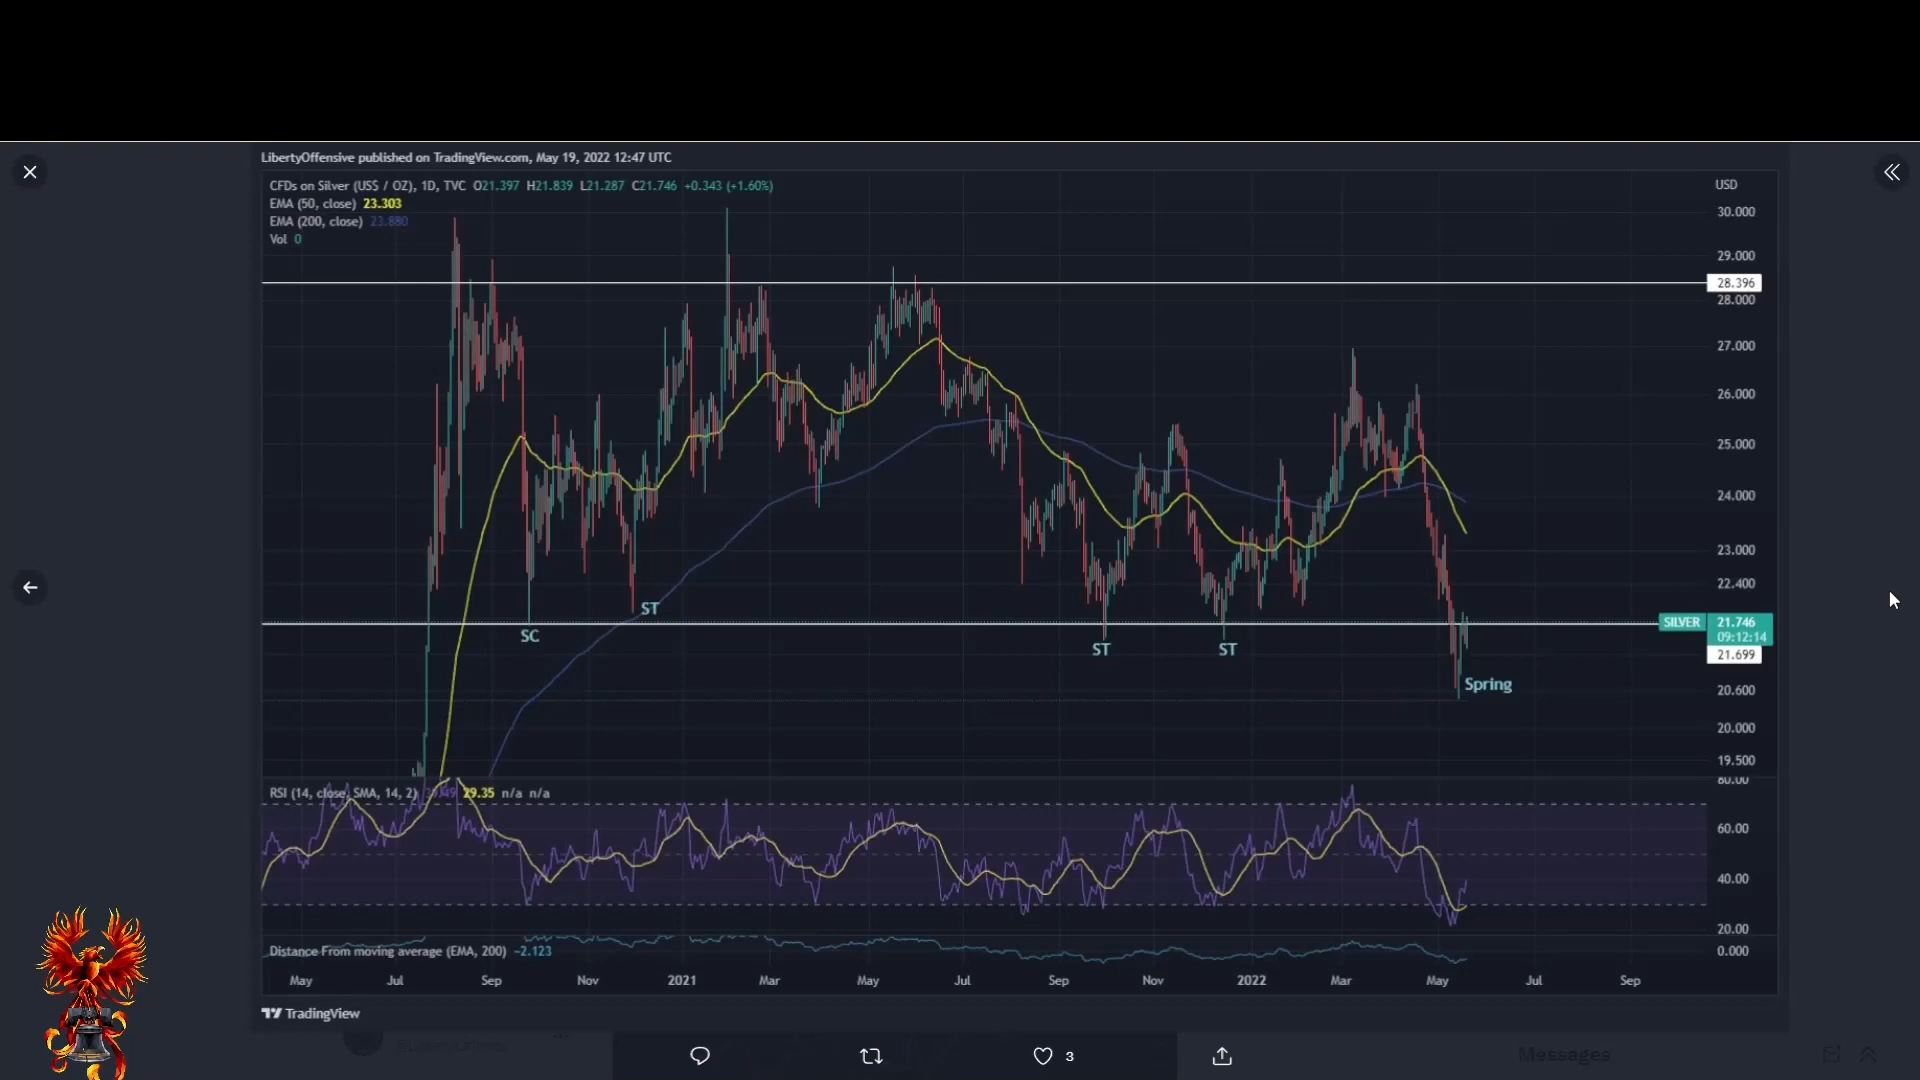 LibertyOffensive published on TradingView.com, May 19, 2022 12:47 UTC
CFDs on Silver (US$ / OZ), 1D, TVC O21.397 H21.839 L21.287 C21.746 +0.343 (+1.60%)
EMA (50, close) 23.303
EMA (200, close) 23.880
Vol 0
USD
30.000
29.000
28.396
28.000
27.000
26.000
25.000
24.000
23.000
22.400
SILVER 21.746
09:12:14
21.699
20.600
20.000
19.500
SC
ST
ST
ST
Spring
RSI (14, close, SMA, 14, 2) 29.35 n/a n/a
80.00
60.00
40.00
20.00
Distance From moving average (EMA, 200) −2.123
0.000
May Jul Sep Nov 2021 Mar May Jul Sep Nov 2022 Mar May Jul Sep
TradingView
3
Messages